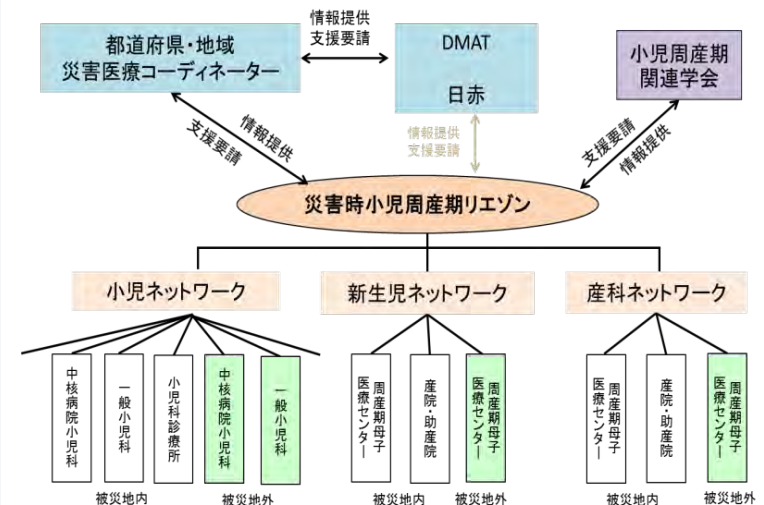 情報提供
支援要請
都道府県・地域
災害医療コーディネーター
DMAT
日赤
小児周産期
関連学会
情報提供
支援要請
情報提供
支援要請
支援要請
情報提供
災害時小児周産期リエゾン
小児ネットワーク
新生児ネットワーク
産科ネットワーク
中核病院小児科
一般小児科
小児科診療所
中核病院小児科
一般小児科
周産期母子
医療センター
産院・助産院
周産期母子
医療センター
周産期母子
医療センター
産院・助産院
周産期母子
医療センター
被災地内
被災地外
被災地内
被災地外
被災地内
被災地外